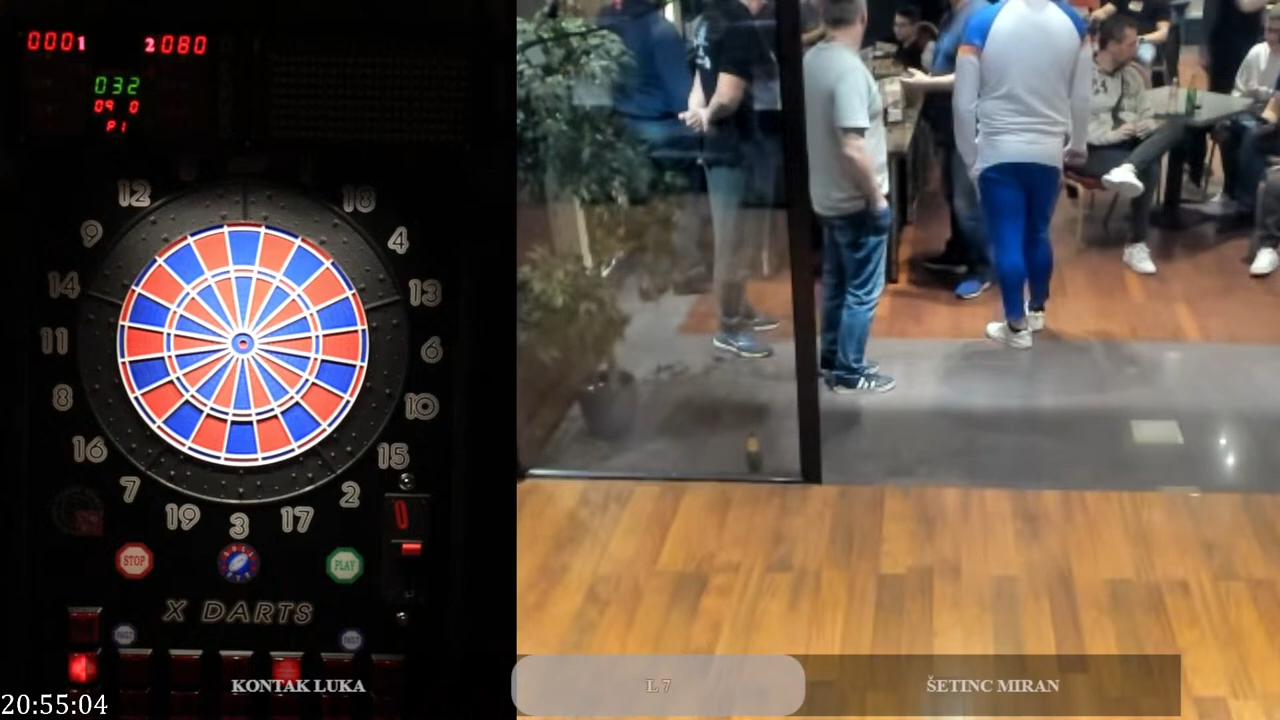 0001 2080
032
09 0
P1
12 18
9 4
14 13
11 6
8 10
16 15
7 2
19 3 17
0
STOP PLAY
X DARTS
KONTAK LUKA L 7 ŠETINC MIRAN
20:55:04